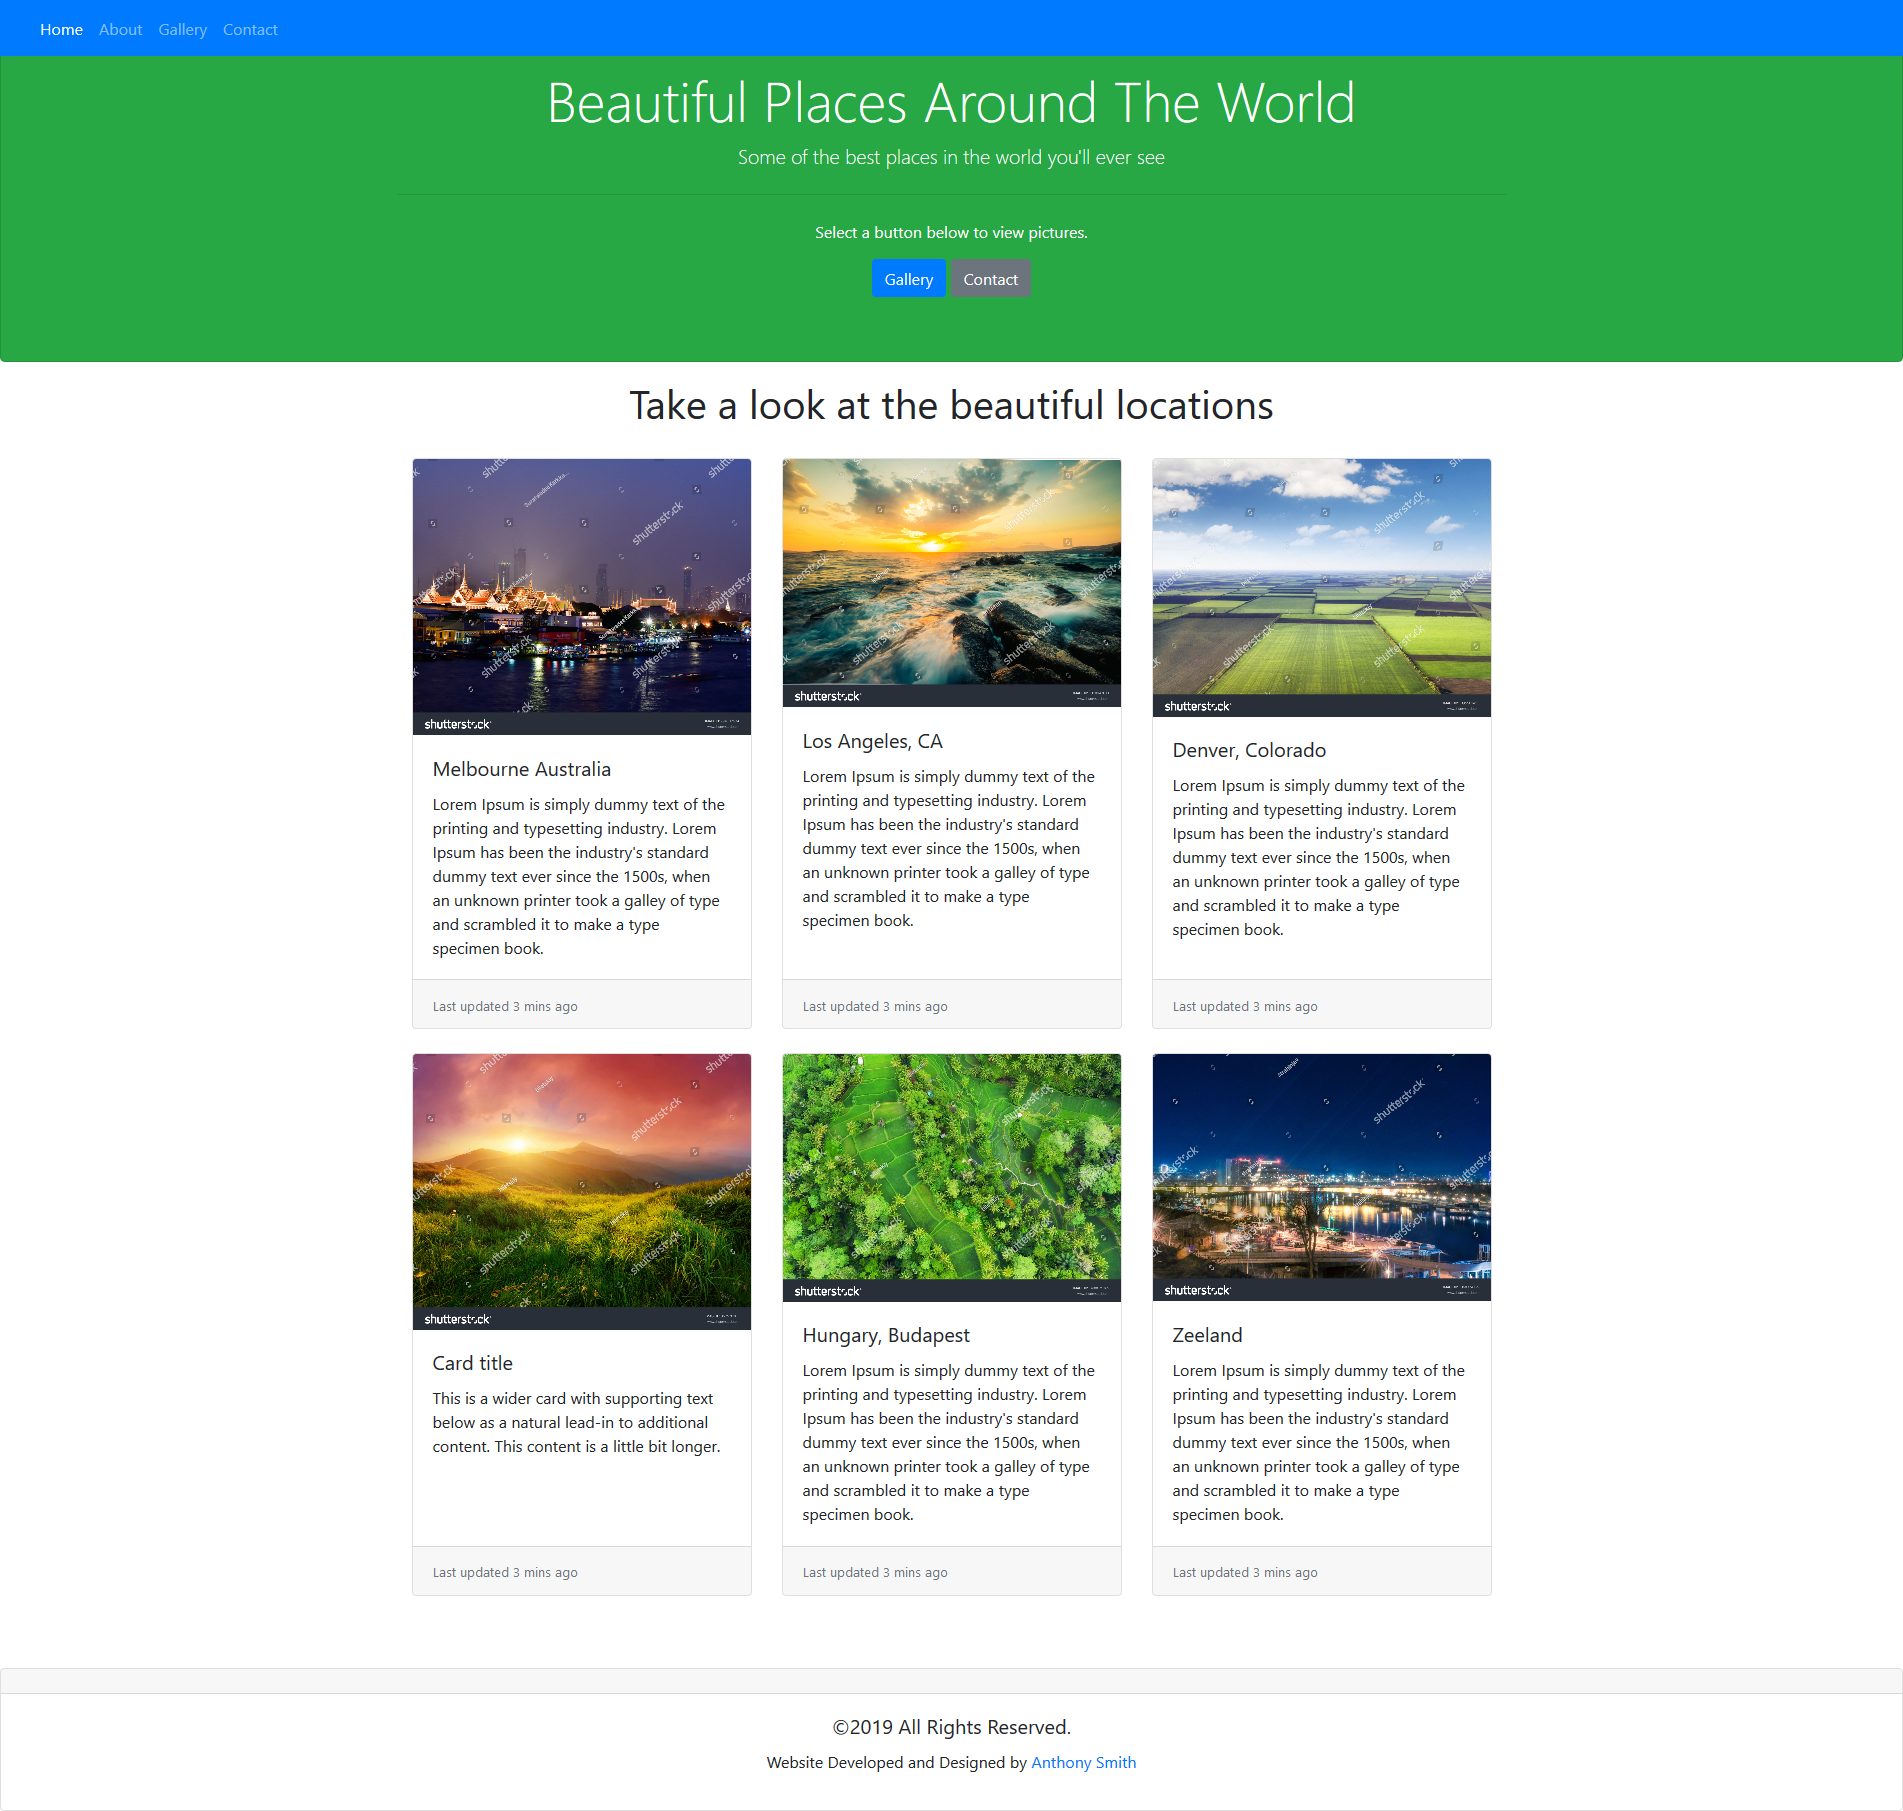 Home About Gallery Contact
Beautiful Places Around The World
Some of the best places in the world you'll ever see
Select a button below to view pictures.
Gallery Contact
Take a look at the beautiful locations
shutterstock
Melbourne Australia
Lorem Ipsum is simply dummy text of the
printing and typesetting industry. Lorem
Ipsum has been the industry's standard
dummy text ever since the 1500s, when
an unknown printer took a galley of type
and scrambled it to make a type
specimen book.
Last updated 3 mins ago
shutterstock
Los Angeles, CA
Lorem Ipsum is simply dummy text of the
printing and typesetting industry. Lorem
Ipsum has been the industry's standard
dummy text ever since the 1500s, when
an unknown printer took a galley of type
and scrambled it to make a type
specimen book.
Last updated 3 mins ago
shutterstock
Denver, Colorado
Lorem Ipsum is simply dummy text of the
printing and typesetting industry. Lorem
Ipsum has been the industry's standard
dummy text ever since the 1500s, when
an unknown printer took a galley of type
and scrambled it to make a type
specimen book.
Last updated 3 mins ago
shutterstock
Card title
This is a wider card with supporting text
below as a natural lead-in to additional
content. This content is a little bit longer.
Last updated 3 mins ago
shutterstock
Hungary, Budapest
Lorem Ipsum is simply dummy text of the
printing and typesetting industry. Lorem
Ipsum has been the industry's standard
dummy text ever since the 1500s, when
an unknown printer took a galley of type
and scrambled it to make a type
specimen book.
Last updated 3 mins ago
shutterstock
Zeeland
Lorem Ipsum is simply dummy text of the
printing and typesetting industry. Lorem
Ipsum has been the industry's standard
dummy text ever since the 1500s, when
an unknown printer took a galley of type
and scrambled it to make a type
specimen book.
Last updated 3 mins ago
©2019 All Rights Reserved.
Website Developed and Designed by Anthony Smith